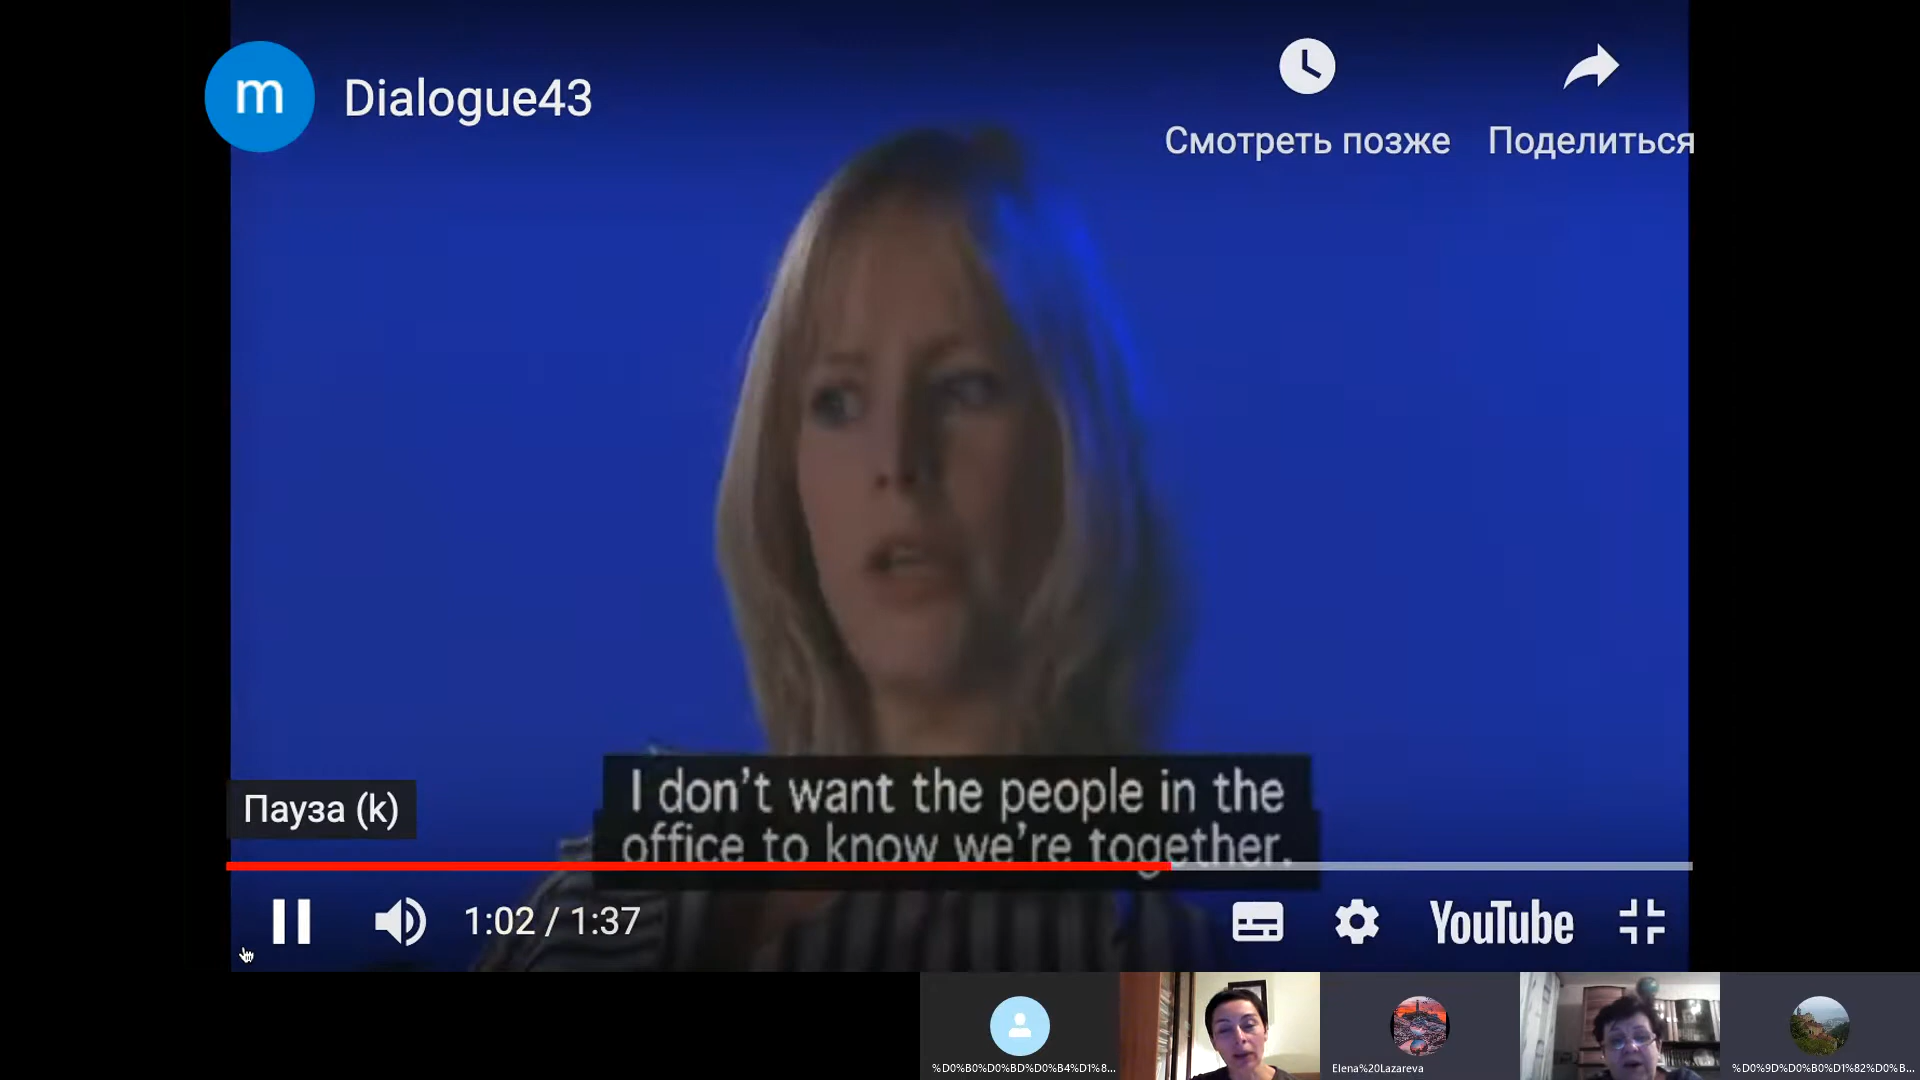 m
Dialogue43
Смотреть позже
Поделиться
I don't want the people in the
office to know we're together.
Пауза (k)
1:02 / 1:37
YouTube
%D0%B0%D0%BD%D0%B4%D1%8...
Elena%20Lazareva
%D0%9D%D0%B0%D1%82%D0%B...